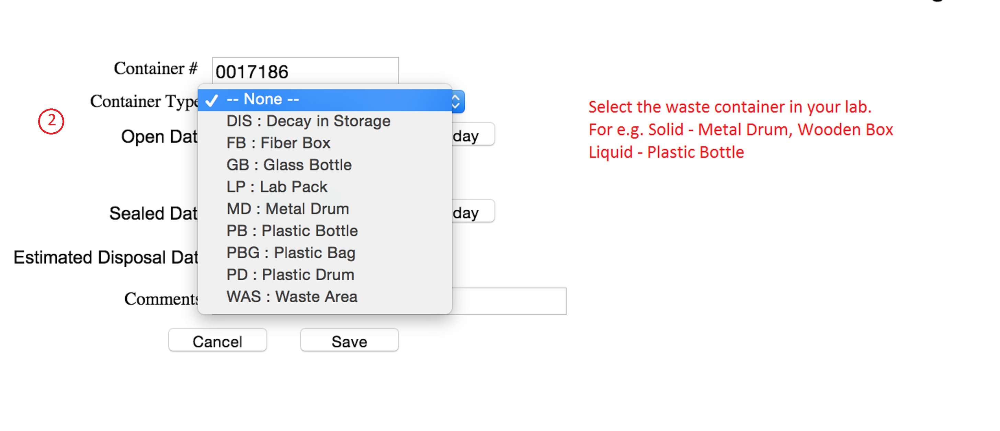 Container # 0017186
Container Type -- None --
DIS : Decay in Storage
FB : Fiber Box
GB : Glass Bottle
LP : Lab Pack
MD : Metal Drum
PB : Plastic Bottle
PBG : Plastic Bag
PD : Plastic Drum
WAS : Waste Area
2
Open Dat
day
Sealed Dat
day
Estimated Disposal Dat
Comments
Cancel Save
Select the waste container in your lab.
For e.g. Solid - Metal Drum, Wooden Box
Liquid - Plastic Bottle